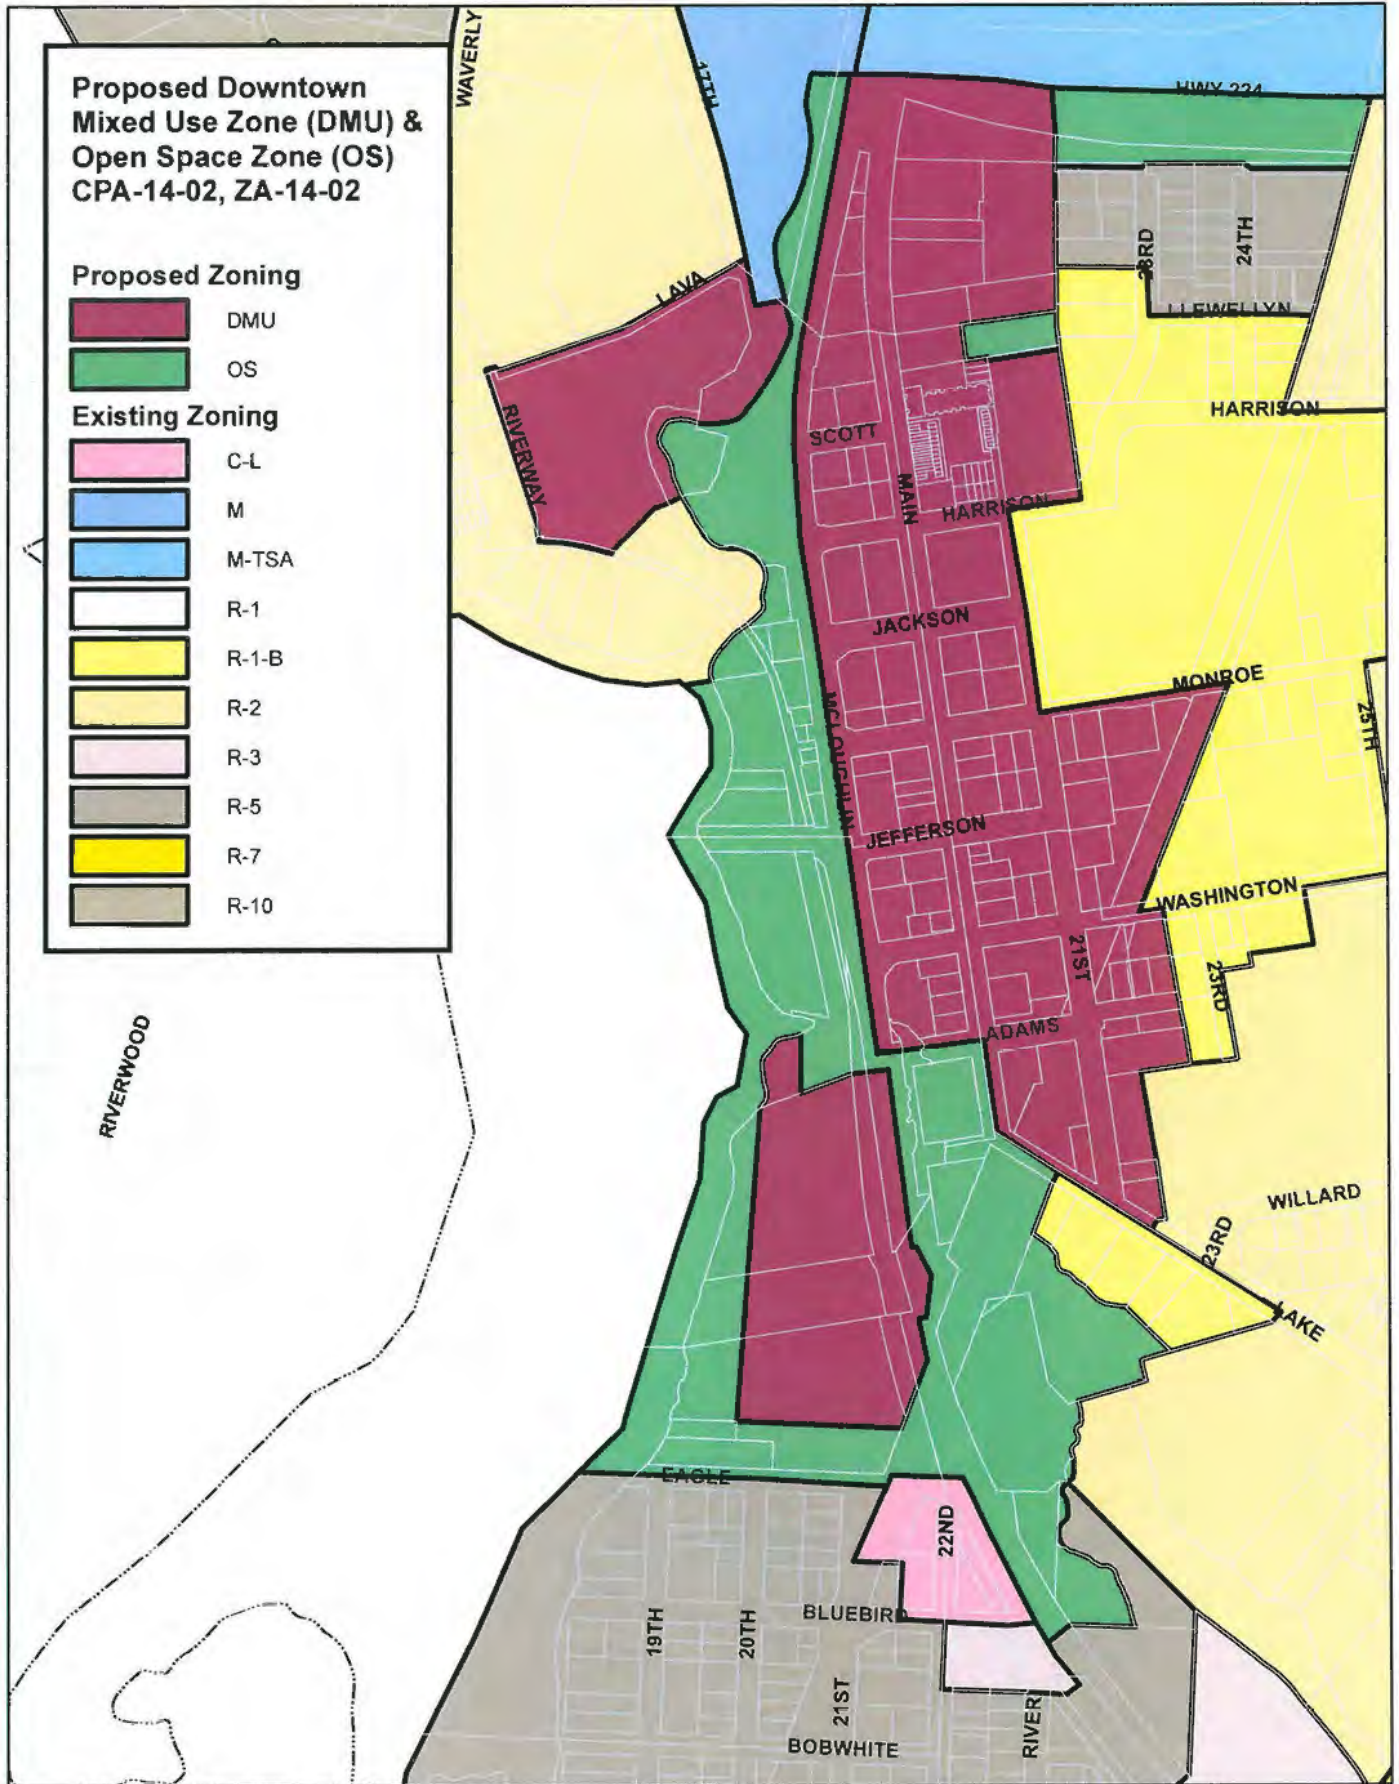 Proposed Downtown
Mixed Use Zone (DMU) &
Open Space Zone (OS)
CPA-14-02, ZA-14-02
Proposed Zoning
DMU
OS
Existing Zoning
C-L
M
M-TSA
R-1
R-1-B
R-2
R-3
R-5
R-7
R-10
WAVERLY
17TH
HWY 224
23RD
24TH
LLEWELLYN
LAVA
HARRISON
RIVERWAY
SCOTT
MAIN
HARRISON
JACKSON
MONROE
25TH
MCLOUGHLIN
JEFFERSON
WASHINGTON
21ST
23RD
ADAMS
RIVERWOOD
WILLARD
23RD
LAKE
EAGLE
22ND
BLUEBIRD
19TH
20TH
21ST
RIVER
BOBWHITE